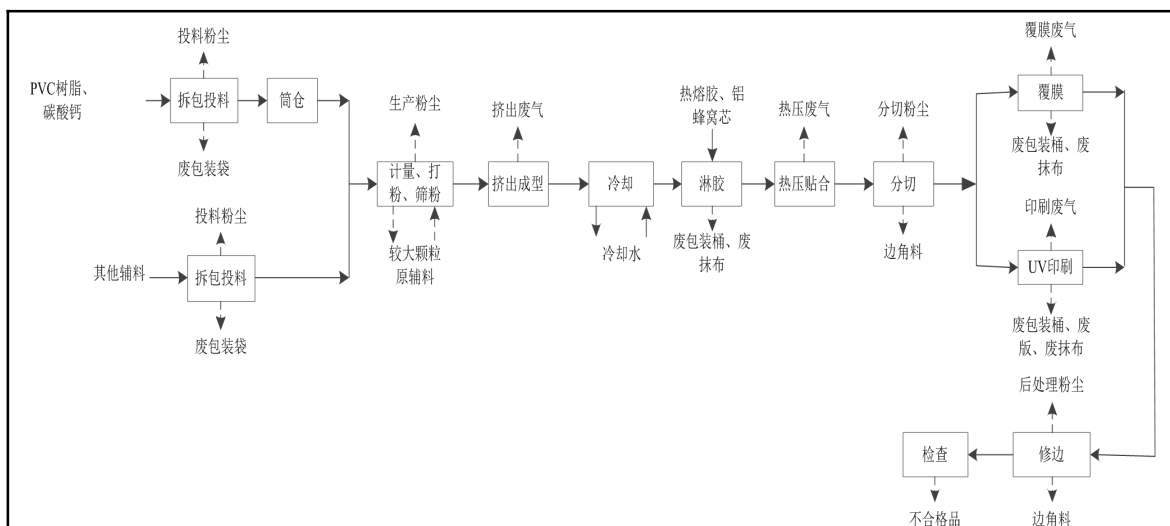 投料粉尘
PVC树脂、
碳酸钙
拆包投料
筒仓
废包装袋
投料粉尘
其他辅料
拆包投料
废包装袋
生产粉尘
计量、打
粉、筛粉
较大颗粒
原辅料
挤出废气
挤出成型
冷却
冷却水
热熔胶、铝
蜂窝芯
淋胶
废包装桶、废
抹布
热压废气
热压贴合
分切粉尘
分切
边角料
覆膜废气
覆膜
废包装桶、废
抹布
印刷废气
UV印刷
废包装桶、废
版、废抹布
后处理粉尘
修边
边角料
检查
不合格品